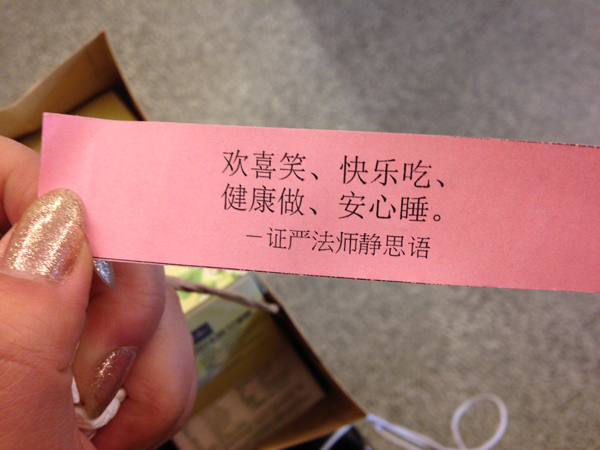 欢喜笑、快乐吃、
健康做、安心睡。
－证严法师静思语